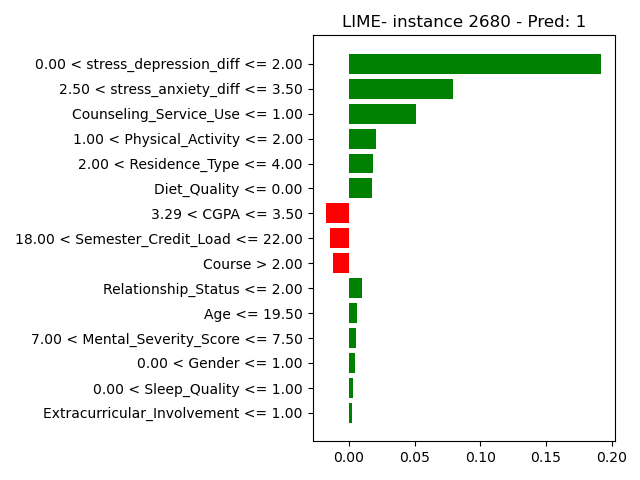 LIME- instance 2680 - Pred: 1
0.00 < stress_depression_diff <= 2.00
2.50 < stress_anxiety_diff <= 3.50
Counseling_Service_Use <= 1.00
1.00 < Physical_Activity <= 2.00
2.00 < Residence_Type <= 4.00
Diet_Quality <= 0.00
3.29 < CGPA <= 3.50
18.00 < Semester_Credit_Load <= 22.00
Course > 2.00
Relationship_Status <= 2.00
Age <= 19.50
7.00 < Mental_Severity_Score <= 7.50
0.00 < Gender <= 1.00
0.00 < Sleep_Quality <= 1.00
Extracurricular_Involvement <= 1.00
0.00 0.05 0.10 0.15 0.20